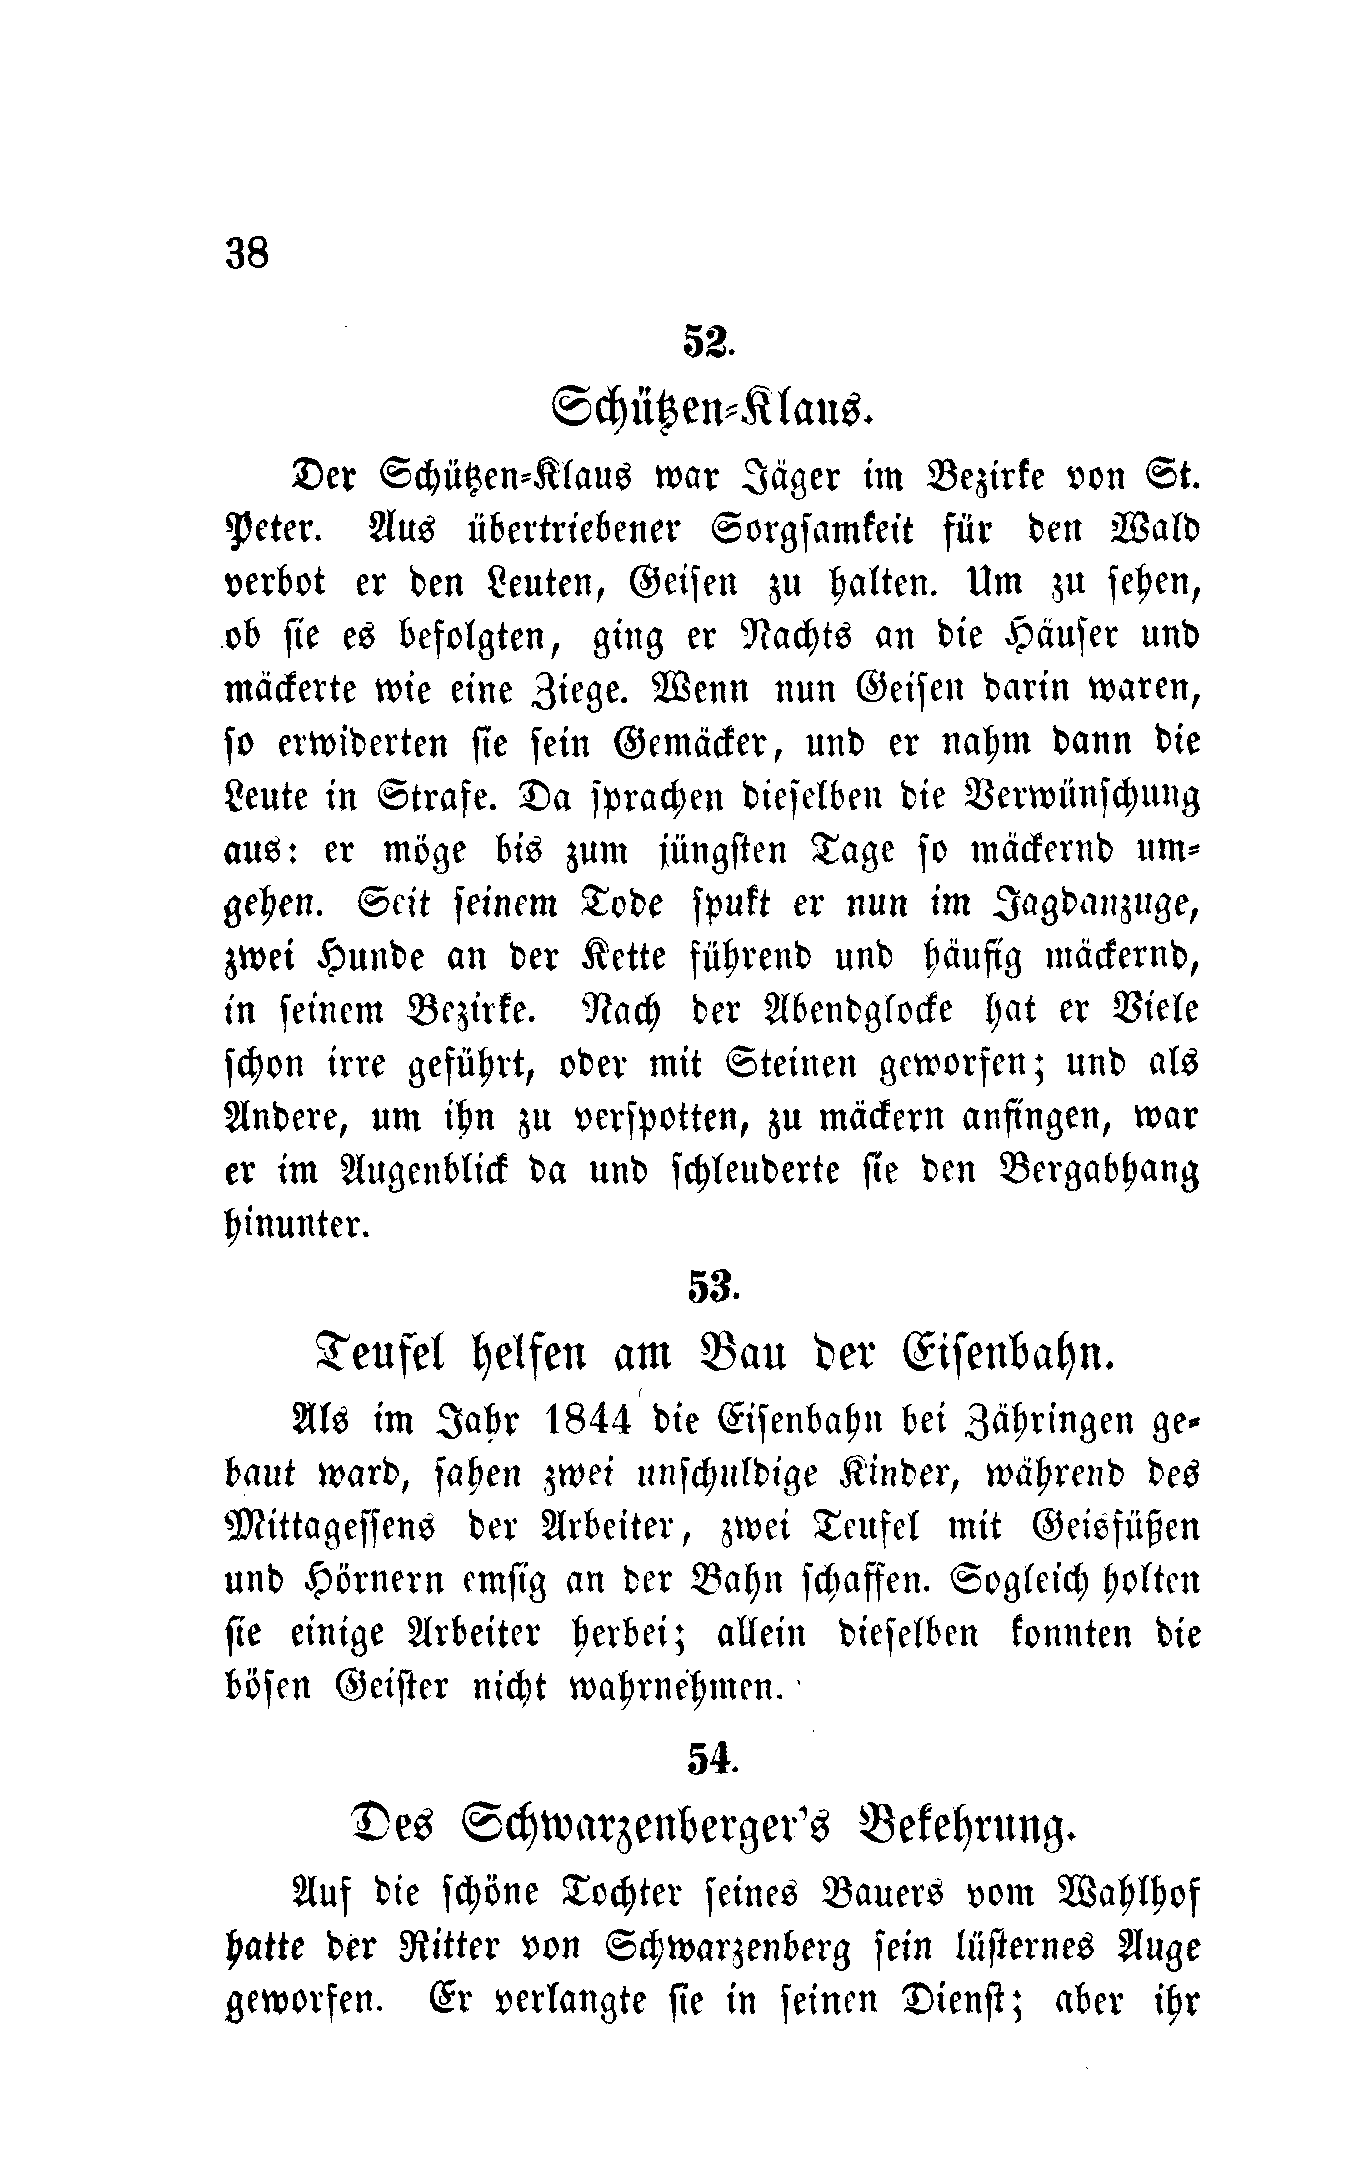 38
52.
Schützen-Klaus.
Der Schützen-Klaus war Jäger im Bezirke von St.
Peter. Aus übertriebener Sorgsamkeit für den Wald
verbot er den Leuten, Geisen zu halten. Um zu sehen,
ob sie es befolgten, ging er Nachts an die Häuser und
mäckerte wie eine Ziege. Wenn nun Geisen darin waren,
so erwiderten sie sein Gemäcker, und er nahm dann die
Leute in Strafe. Da sprachen dieselben die Verwünschung
aus: er möge bis zum jüngsten Tage so mäckernd um-
gehen. Seit seinem Tode spukt er nun im Jagdanzuge,
zwei Hunde an der Kette führend und häufig mäckernd,
in seinem Bezirke. Nach der Abendglocke hat er Viele
schon irre geführt, oder mit Steinen geworfen; und als
Andere, um ihn zu verspotten, zu mäckern anfingen, war
er im Augenblick da und schleuderte sie den Bergabhang
hinunter.
53.
Teufel helfen am Bau der Eisenbahn.
Als im Jahr 1844 die Eisenbahn bei Zähringen ge-
baut ward, sahen zwei unschuldige Kinder, während des
Mittagessens der Arbeiter, zwei Teufel mit Geisfüßen
und Hörnern emsig an der Bahn schaffen. Sogleich holten
sie einige Arbeiter herbei; allein dieselben konnten die
bösen Geister nicht wahrnehmen.
54.
Des Schwarzenberger's Bekehrung.
Auf die schöne Tochter seines Bauers vom Wahlhof
hatte der Ritter von Schwarzenberg sein lüsternes Auge
geworfen. Er verlangte sie in seinen Dienst; aber ihr